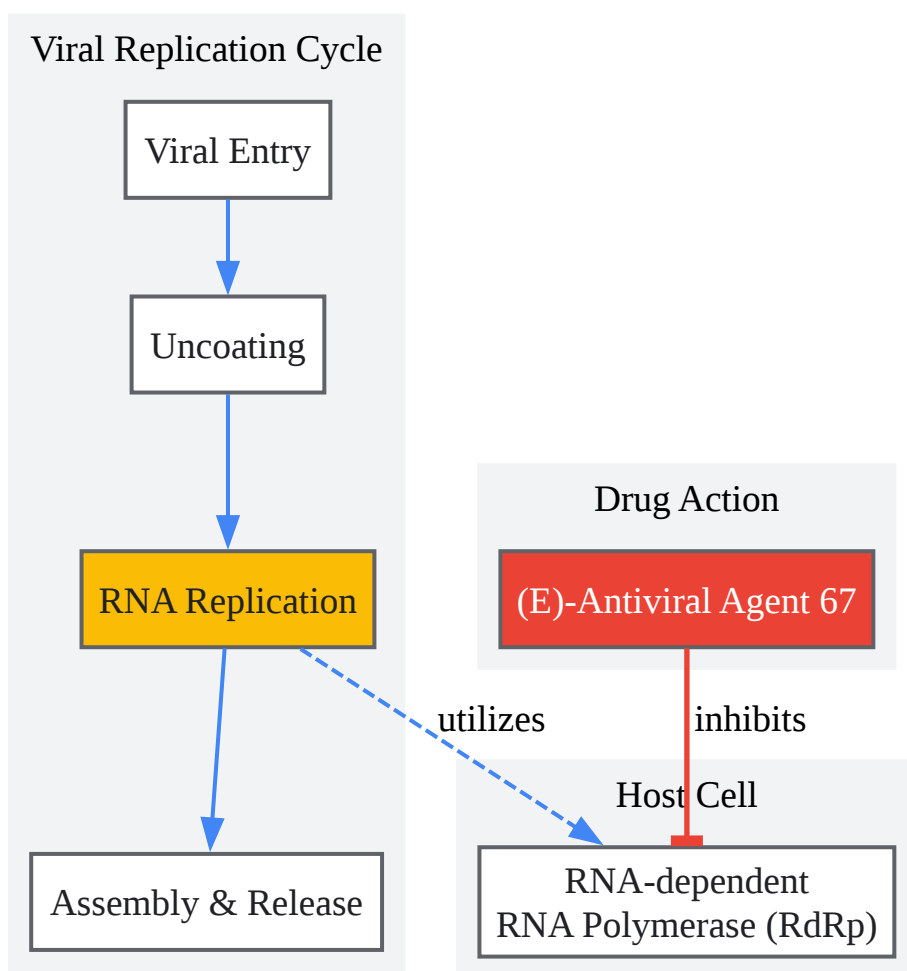 Viral Replication Cycle
Viral Entry
Uncoating
Drug Action
RNA Replication
(E)-Antiviral Agent 67
utilizes
inhibits
Host Cell
Assembly & Release
RNA-dependent
RNA Polymerase (RdRp)